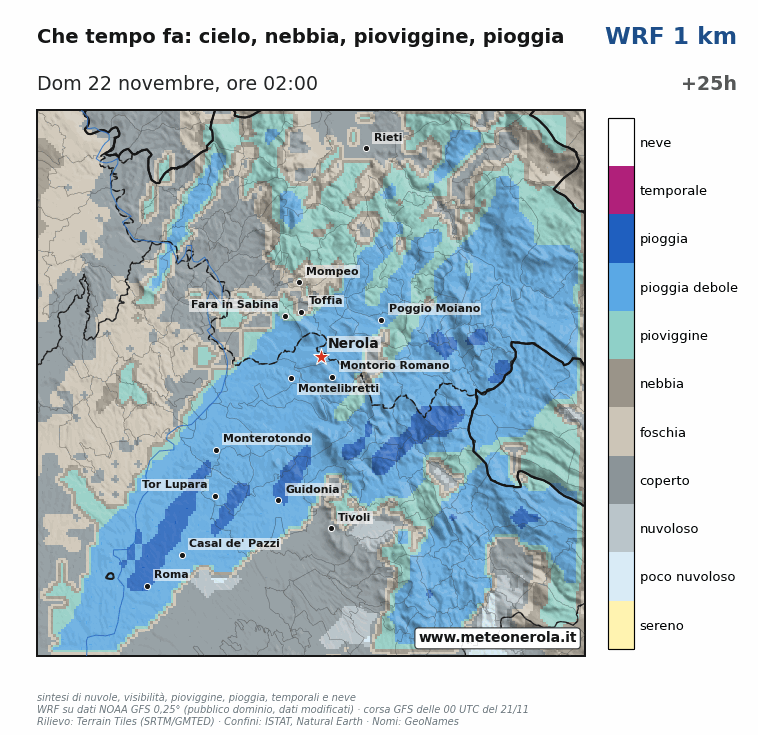 Che tempo fa: cielo, nebbia, pioviggine, pioggia
WRF 1 km
Dom 22 novembre, ore 02:00
+25h
Rieti
Mompeo
Fara in Sabina
Toffia
Poggio Moiano
Nerola
Montorio Romano
Montelibretti
Monterotondo
Tor Lupara
Guidonia
Tivoli
Casal de' Pazzi
Roma
www.meteonerola.it
neve
temporale
pioggia
pioggia debole
pioviggine
nebbia
foschia
coperto
nuvoloso
poco nuvoloso
sereno
sintesi di nuvole, visibilità, pioviggine, pioggia, temporali e neve
WRF su dati NOAA GFS 0,25° (pubblico dominio, dati modificati) · corsa GFS delle 00 UTC del 21/11
Rilievo: Terrain Tiles (SRTM/GMTED) · Confini: ISTAT, Natural Earth · Nomi: GeoNames